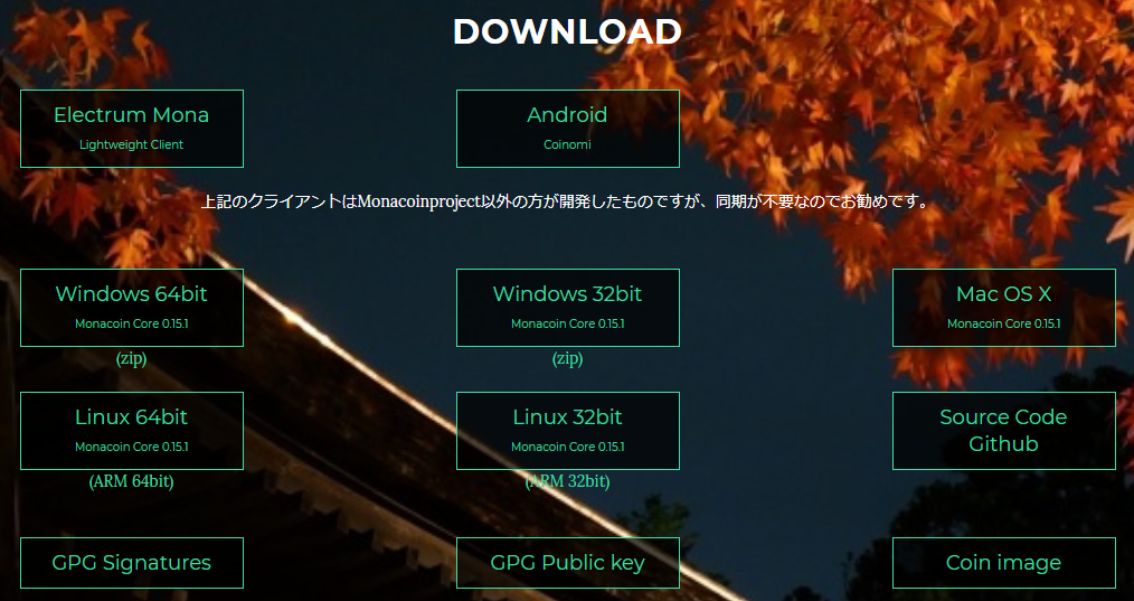 DOWNLOAD
Electrum Mona
Lightweight Client
Android
Coinomi
上記のクライアントはMonacoinproject以外の方が開発したものですが、同期が不要なのでお勧めです。
Windows 64bit
Monacoin Core 0.15.1
(zip)
Windows 32bit
Monacoin Core 0.15.1
(zip)
Mac OS X
Monacoin Core 0.15.1
Linux 64bit
Monacoin Core 0.15.1
(ARM 64bit)
Linux 32bit
Monacoin Core 0.15.1
(ARM 32bit)
Source Code
Github
GPG Signatures
GPG Public key
Coin image